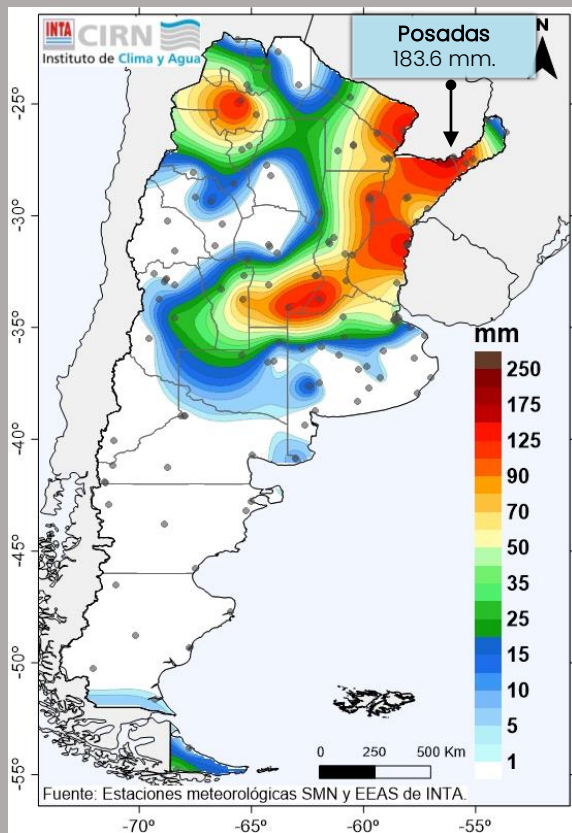 INTA
CIRN
Instituto de Clima y Agua
Posadas
183.6 mm.
N
-25°
-30°
-35°
-40°
-45°
-50°
-55°
mm
250
175
125
90
70
50
35
25
15
10
5
1
0 250 500 Km
Fuente: Estaciones meteorológicas SMN y EEAS de INTA.
-70° -65° -60° -55°